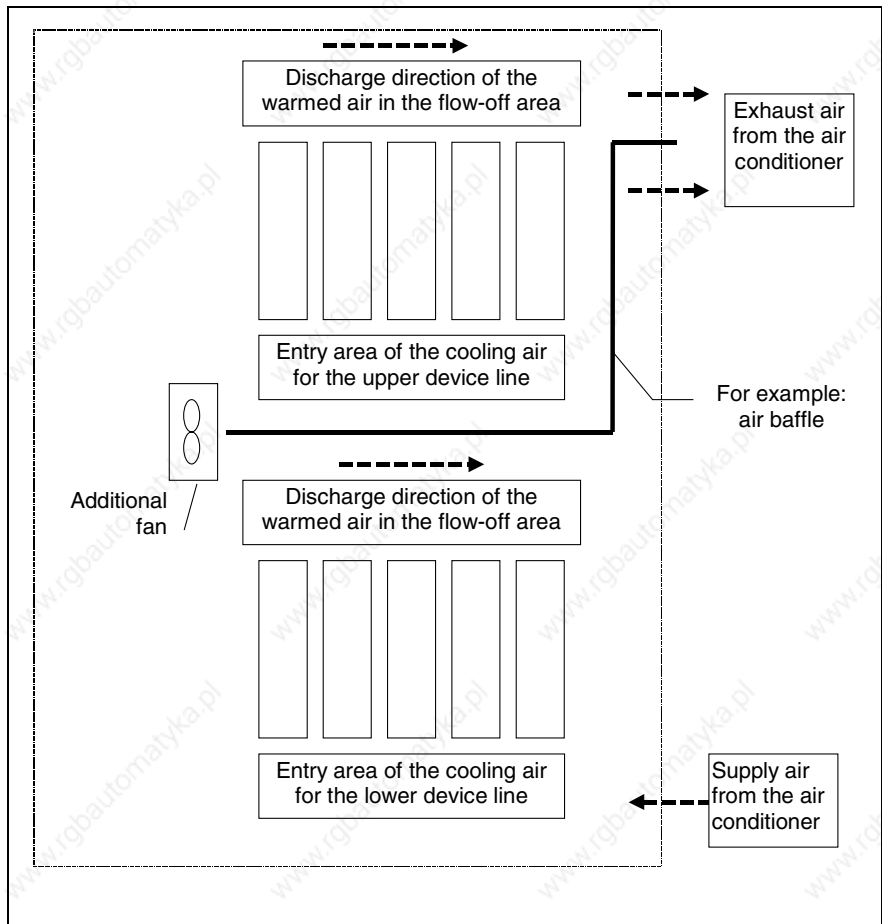 Discharge direction of the
warmed air in the flow-off area
Exhaust air
from the air
conditioner
Entry area of the cooling air
for the upper device line
For example:
air baffle
Additional
fan
Discharge direction of the
warmed air in the flow-off area
Entry area of the cooling air
for the lower device line
Supply air
from the air
conditioner
www.rgbautomatyka.pl